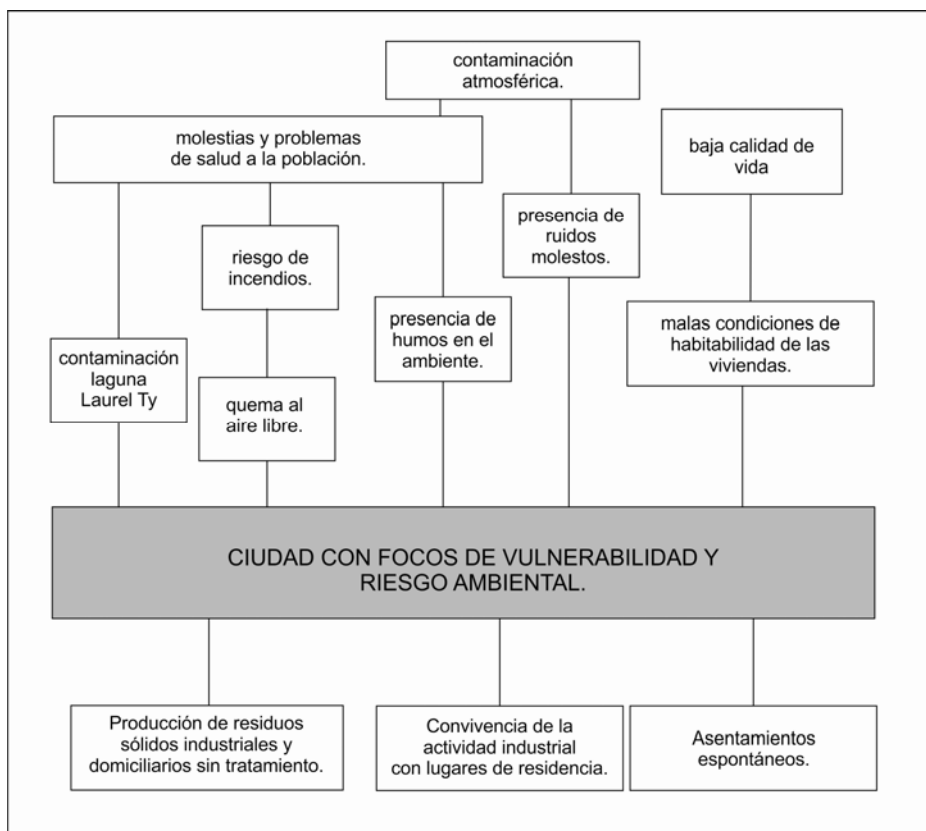 contaminación
atmosférica.
molestias y problemas
de salud a la población.
baja calidad de
vida
presencia de
ruidos
molestos.
riesgo de
incendios.
presencia de
humos en el
ambiente.
malas condiciones de
habitabilidad de las
viviendas.
contaminación
laguna
Laurel Ty
quema al
aire libre.
CIUDAD CON FOCOS DE VULNERABILIDAD Y
RIESGO AMBIENTAL.
Producción de residuos
sólidos industriales y
domiciliarios sin tratamiento.
Convivencia de la
actividad industrial
con lugares de residencia.
Asentamientos
espontáneos.